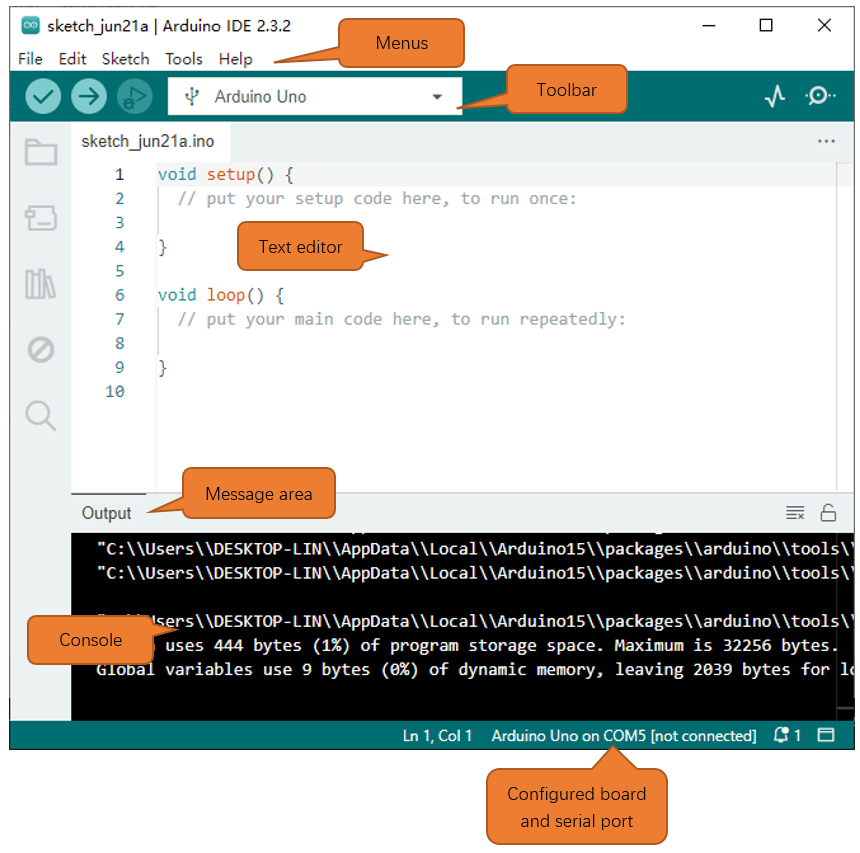 sketch_jun21a | Arduino IDE 2.3.2
File Edit Sketch Tools Help
Menus
Arduino Uno
Toolbar
sketch_jun21a.ino
1 void setup() {
2 // put your setup code here, to run once:
3
4 }
Text editor
5
6 void loop() {
7 // put your main code here, to run repeatedly:
8
9 }
10
Message area
Output
"C:\\Users\\DESKTOP-LIN\\AppData\\Local\\Arduino15\\packages\\arduino\\tools\\
"C:\\Users\\DESKTOP-LIN\\AppData\\Local\\Arduino15\\packages\\arduino\\tools\\
sers\\DESKTOP-LIN\\AppData\\Local\\Arduino15\\packages\\arduino\\tools\\
Console
uses 444 bytes (1%) of program storage space. Maximum is 32256 bytes.
Global variables use 9 bytes (0%) of dynamic memory, leaving 2039 bytes for lo
Ln 1, Col 1 Arduino Uno on COM5 [not connected] 1
Configured board
and serial port